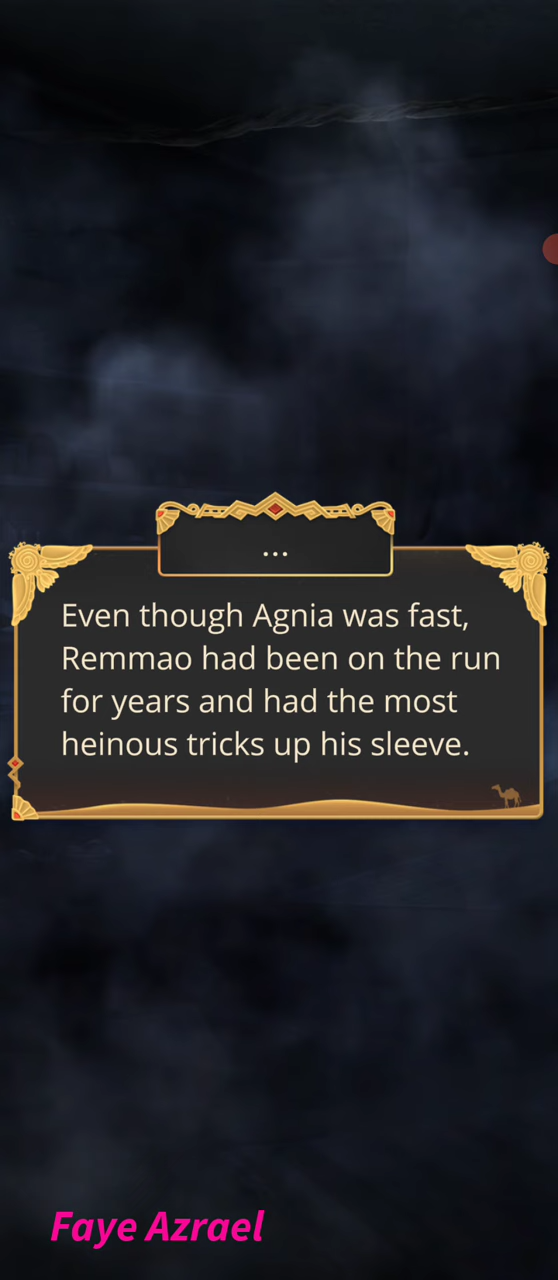 ...
Even though Agnia was fast,
Remmao had been on the run
for years and had the most
heinous tricks up his sleeve.
Faye Azrael